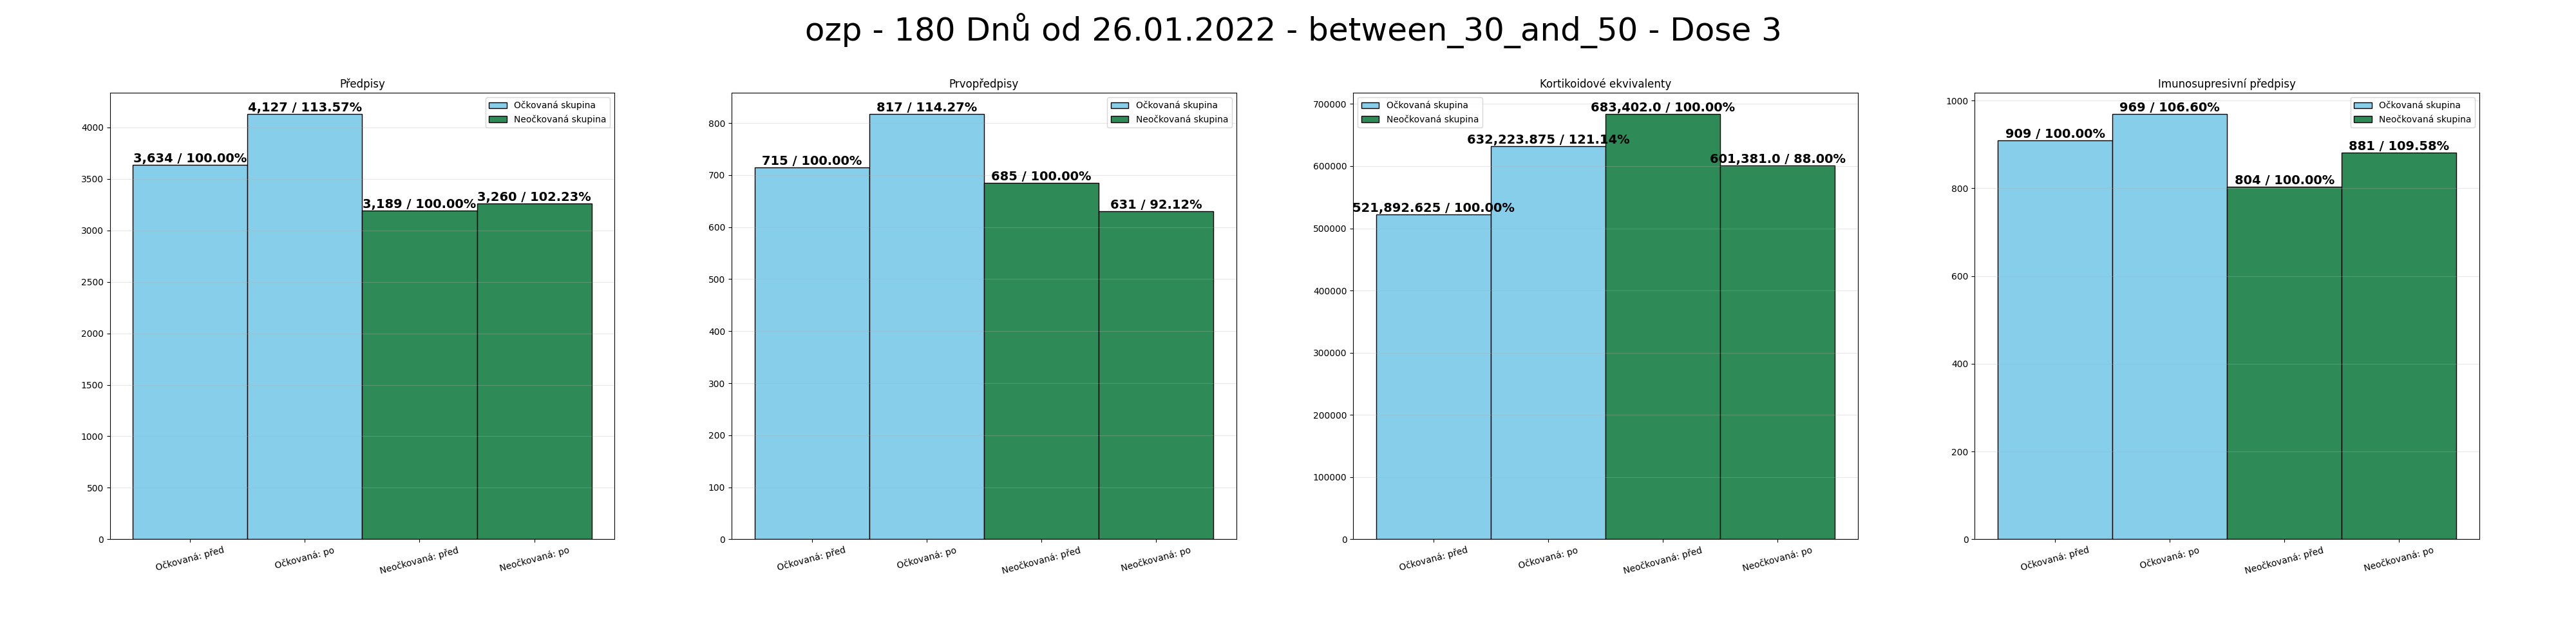 ozp - 180 Dnů od 26.01.2022 - between_30_and_50 - Dose 3
Předpisy
4,127 / 113.57%
3,634 / 100.00%
3,189 / 100.00%
3,260 / 102.23%
Očkovaná skupina
Neočkovaná skupina
4000
3500
3000
2500
2000
1500
1000
500
0
Očkovaná: před
Očkovaná: po
Neočkovaná: před
Neočkovaná: po
Prvopředpisy
817 / 114.27%
715 / 100.00%
685 / 100.00%
631 / 92.12%
Očkovaná skupina
Neočkovaná skupina
800
700
600
500
400
300
200
100
0
Očkovaná: před
Očkovaná: po
Neočkovaná: před
Neočkovaná: po
Kortikoidové ekvivalenty
Očkovaná skupina
Neočkovaná skupina
683,402.0 / 100.00%
632,223.875 / 121.14%
601,381.0 / 88.00%
521,892.625 / 100.00%
700000
600000
500000
400000
300000
200000
100000
0
Očkovaná: před
Očkovaná: po
Neočkovaná: před
Neočkovaná: po
Imunosupresivní předpisy
969 / 106.60%
909 / 100.00%
804 / 100.00%
881 / 109.58%
Očkovaná skupina
Neočkovaná skupina
1000
800
600
400
200
0
Očkovaná: před
Očkovaná: po
Neočkovaná: před
Neočkovaná: po